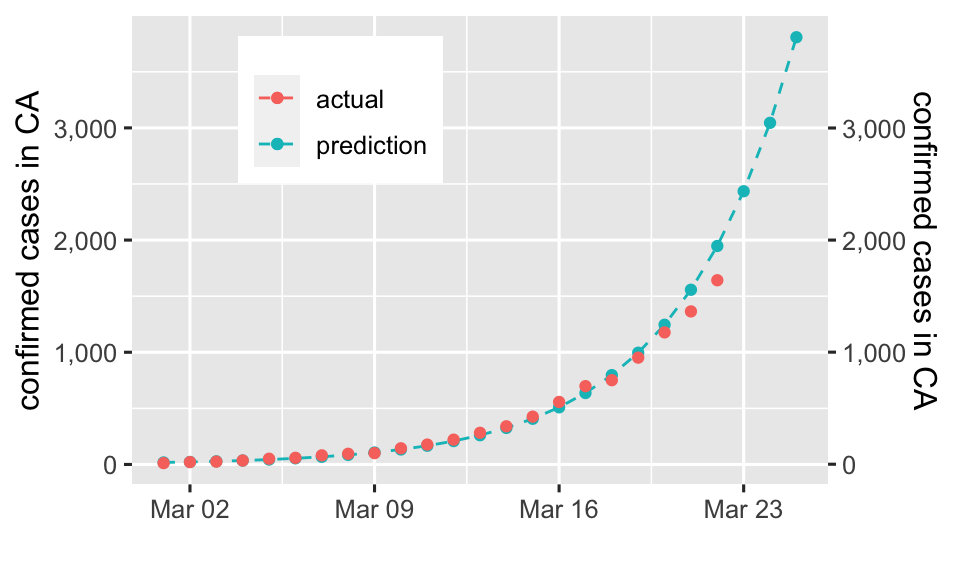 confirmed cases in CA
3,000
2,000
1,000
0
actual
prediction
3,000
2,000
1,000
0
confirmed cases in CA
Mar 02
Mar 09
Mar 16
Mar 23